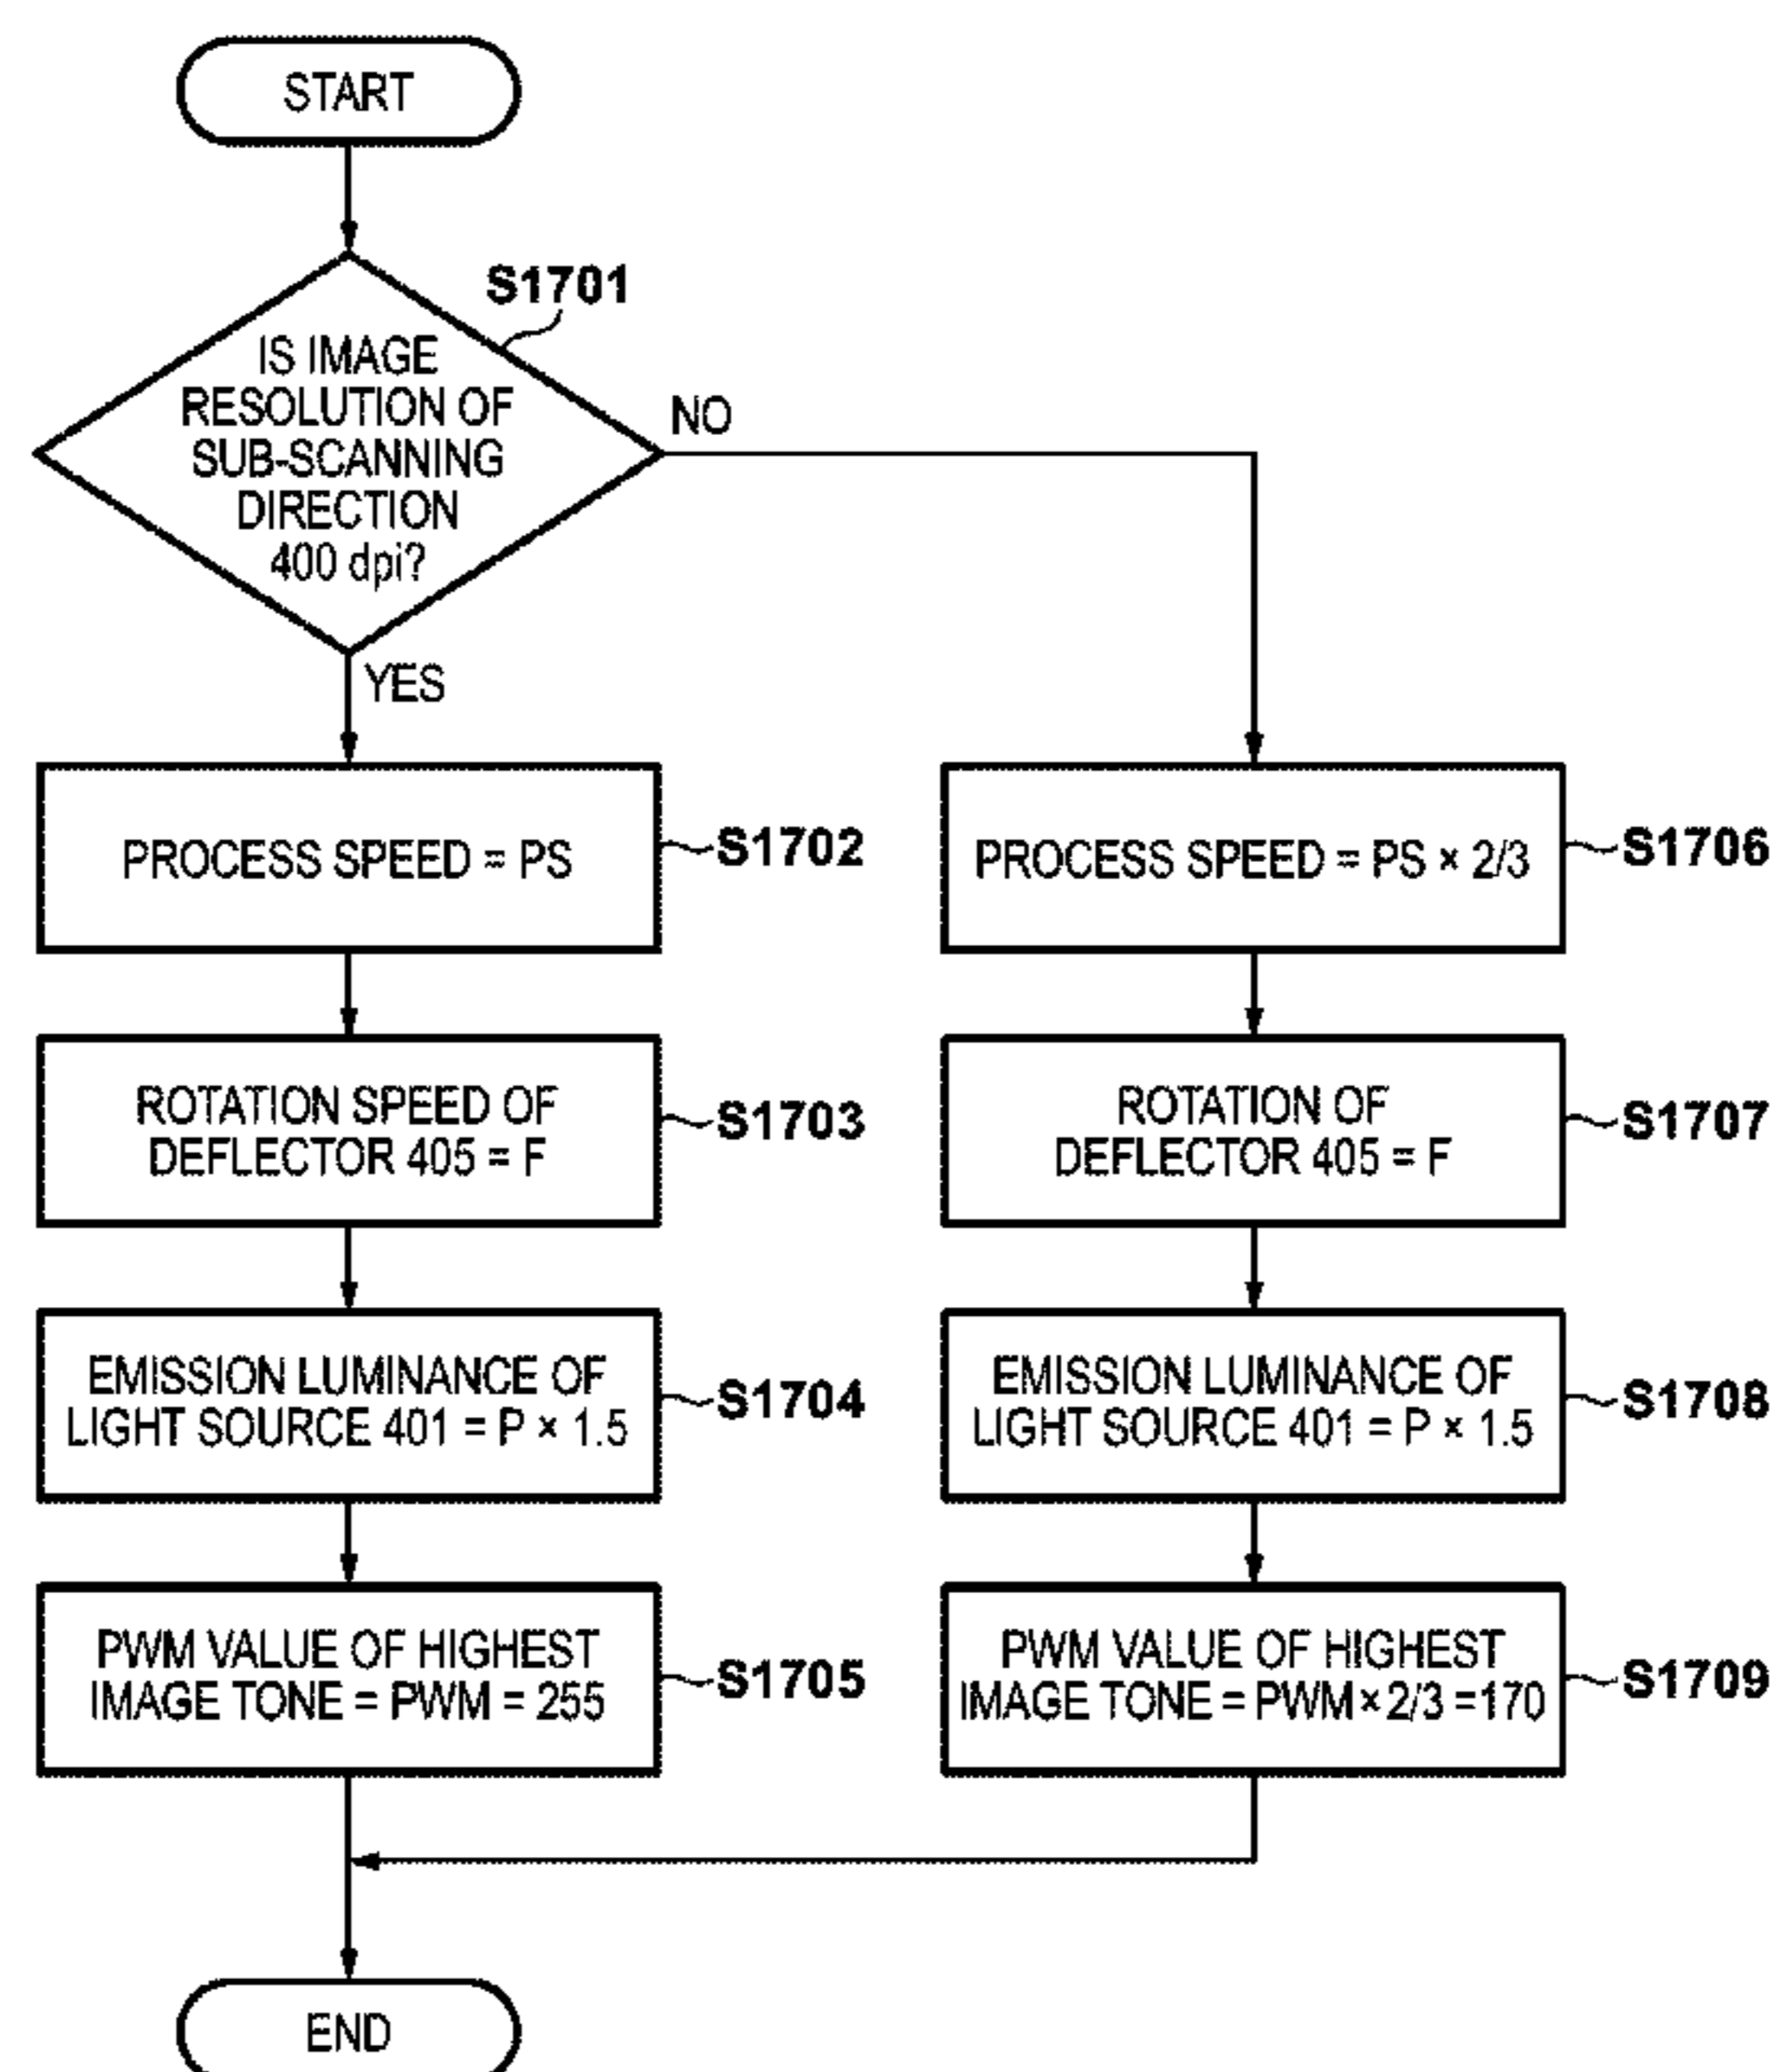 START
S1701
IS IMAGE
RESOLUTION OF
SUB-SCANNING
DIRECTION
400 dpi?
NO
YES
PROCESS SPEED = PS
S1702
PROCESS SPEED = PS × 2/3
S1706
ROTATION SPEED OF
DEFLECTOR 405 = F
S1703
ROTATION OF
DEFLECTOR 405 = F
S1707
EMISSION LUMINANCE OF
LIGHT SOURCE 401 = P × 1.5
S1704
EMISSION LUMINANCE OF
LIGHT SOURCE 401 = P × 1.5
S1708
PWM VALUE OF HIGHEST
IMAGE TONE = PWM = 255
S1705
PWM VALUE OF HIGHEST
IMAGE TONE = PWM × 2/3 = 170
S1709
END